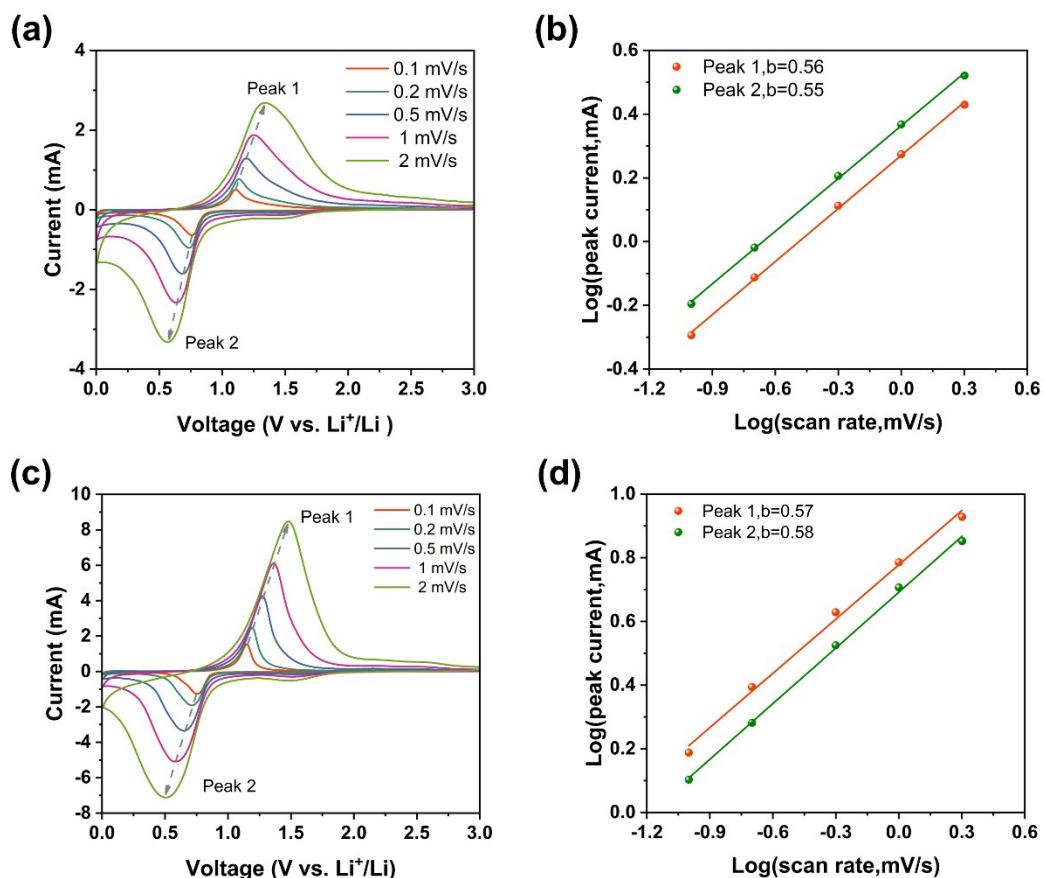 (a)
4
2
0
-2
-4
Current (mA)
0.0
0.5
1.0
1.5
2.0
2.5
3.0
Voltage (V vs. Li⁺/Li )
Peak 1
Peak 2
0.1 mV/s
0.2 mV/s
0.5 mV/s
1 mV/s
2 mV/s
(b)
0.6
0.4
0.2
0.0
-0.2
-0.4
Log(peak current,mA)
-1.2
-0.9
-0.6
-0.3
0.0
0.3
0.6
Log(scan rate,mV/s)
Peak 1,b=0.56
Peak 2,b=0.55
(c)
10
8
6
4
2
0
-2
-4
-6
-8
Current (mA)
0.0
0.5
1.0
1.5
2.0
2.5
3.0
Voltage (V vs. Li⁺/Li)
Peak 1
Peak 2
0.1 mV/s
0.2 mV/s
0.5 mV/s
1 mV/s
2 mV/s
(d)
1.0
0.8
0.6
0.4
0.2
0.0
Log(peak current,mA)
-1.2
-0.9
-0.6
-0.3
0.0
0.3
0.6
Log(scan rate,mV/s)
Peak 1,b=0.57
Peak 2,b=0.58